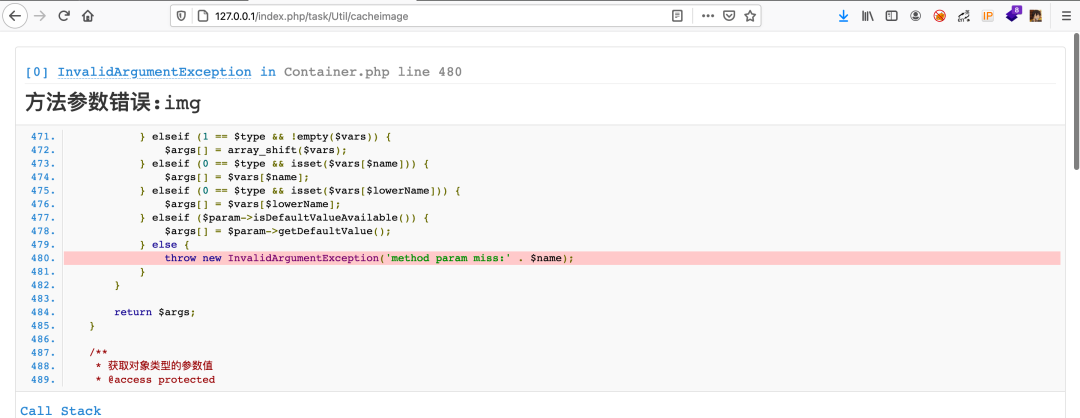 127.0.0.1/index.php/task/Util/cacheimage
8
[0] InvalidArgumentException in Container.php line 480
方法参数错误:img
471. } elseif (1 == $type && !empty($vars)) {
472. $args[] = array_shift($vars);
473. } elseif (0 == $type && isset($vars[$name])) {
474. $args[] = $vars[$name];
475. } elseif (0 == $type && isset($vars[$lowerName])) {
476. $args[] = $vars[$lowerName];
477. } elseif ($param->isDefaultValueAvailable()) {
478. $args[] = $param->getDefaultValue();
479. } else {
480. throw new InvalidArgumentException('method param miss:' . $name);
481. }
482. }
483.
484. return $args;
485. }
486.
487. /**
488. * 获取对象类型的参数值
489. * @access protected
Call Stack